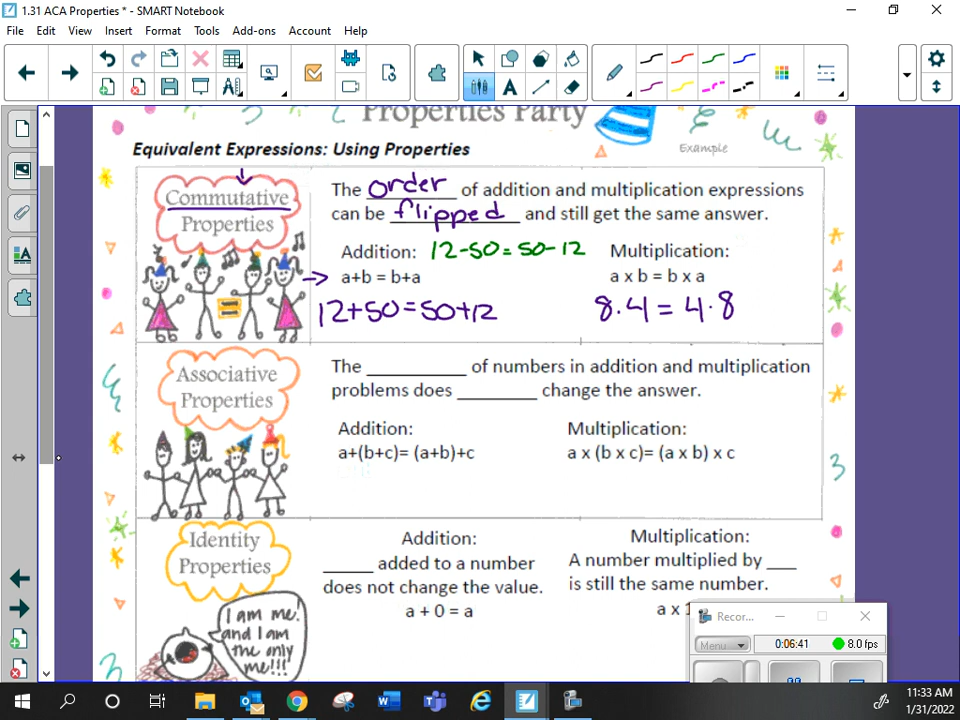 1.31 ACA Properties * - SMART Notebook
File Edit View Insert Format Tools Add-ons Account Help
Properties Party
Example
Equivalent Expressions: Using Properties
Commutative
Properties
The order of addition and multiplication expressions
can be flipped and still get the same answer.
Addition: 12-50=50-12 Multiplication:
a+b = b+a a x b = b x a
12+50=50+12 8·4=4·8
Associative
Properties
The __________ of numbers in addition and multiplication
problems does ________ change the answer.
Addition: Multiplication:
a+(b+c)= (a+b)+c a x (b x c)= (a x b) x c
Identity
Properties
Addition: Multiplication:
_____ added to a number A number multiplied by ___
does not change the value. is still the same number.
a + 0 = a a x 1
I am me!
and I am
the only
me!!!
Recor...
Menu 0:06:41 8.0 fps
11:33 AM
1/31/2022